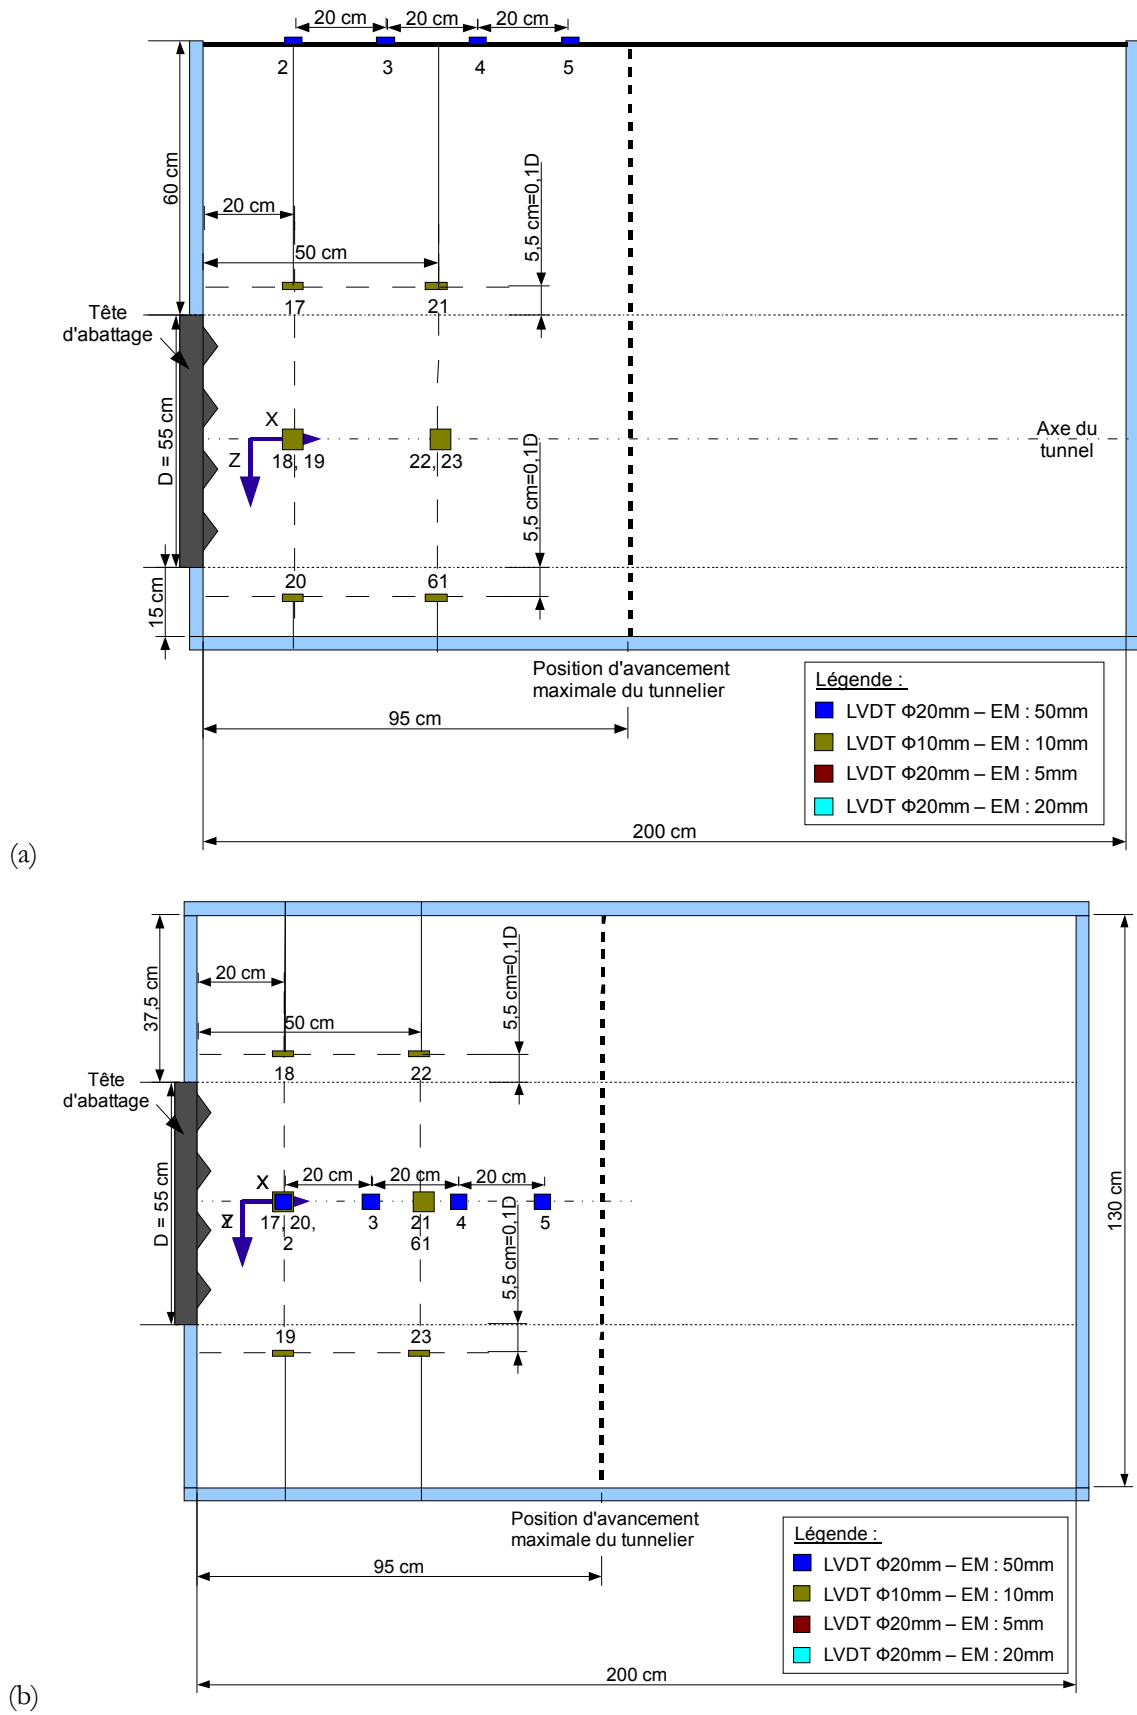 20 cm
20 cm
20 cm
2
3
4
5
60 cm
20 cm
50 cm
5,5 cm=0,1D
17
21
Tête
d'abattage
D = 55 cm
X
Z
18, 19
22, 23
Axe du
tunnel
5,5 cm=0,1D
20
61
15 cm
Position d'avancement
maximale du tunnelier
95 cm
Légende :
LVDT Φ20mm – EM : 50mm
LVDT Φ10mm – EM : 10mm
LVDT Φ20mm – EM : 5mm
LVDT Φ20mm – EM : 20mm
200 cm
(a)
37,5 cm
20 cm
50 cm
5,5 cm=0,1D
18
22
Tête
d'abattage
D = 55 cm
X
20 cm
20 cm
20 cm
17, 20,
2
3
21
61
4
5
5,5 cm=0,1D
130 cm
19
23
Position d'avancement
maximale du tunnelier
95 cm
Légende :
LVDT Φ20mm – EM : 50mm
LVDT Φ10mm – EM : 10mm
LVDT Φ20mm – EM : 5mm
LVDT Φ20mm – EM : 20mm
200 cm
(b)